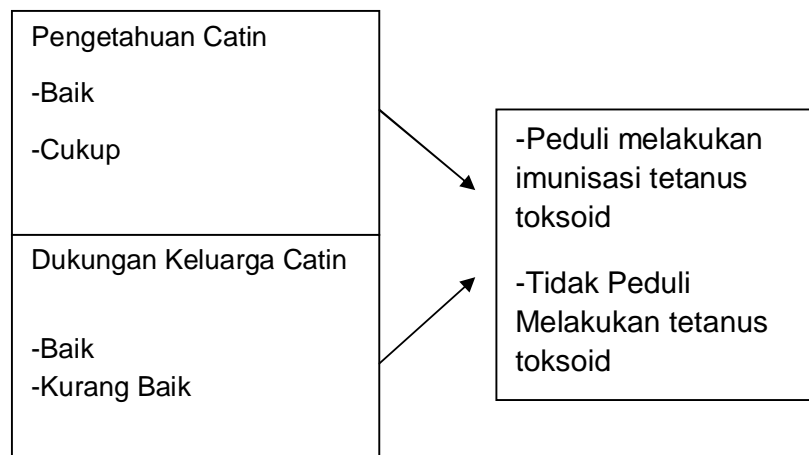 Pengetahuan Catin
-Baik
-Cukup
Dukungan Keluarga Catin
-Baik
-Kurang Baik
-Peduli melakukan
imunisasi tetanus
toksoid
-Tidak Peduli
Melakukan tetanus
toksoid